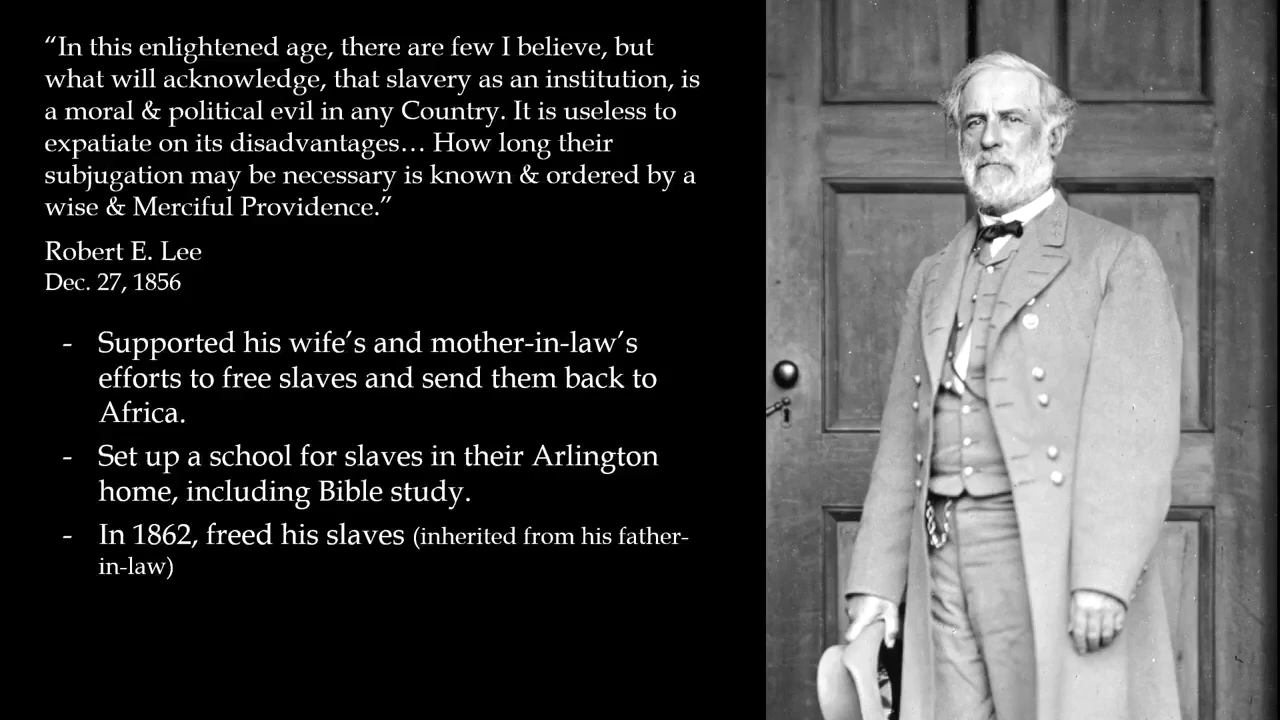 “In this enlightened age, there are few I believe, but
what will acknowledge, that slavery as an institution, is
a moral & political evil in any Country. It is useless to
expatiate on its disadvantages… How long their
subjugation may be necessary is known & ordered by a
wise & Merciful Providence.”
Robert E. Lee
Dec. 27, 1856
- Supported his wife’s and mother-in-law’s
efforts to free slaves and send them back to
Africa.
- Set up a school for slaves in their Arlington
home, including Bible study.
- In 1862, freed his slaves (inherited from his father-
in-law)